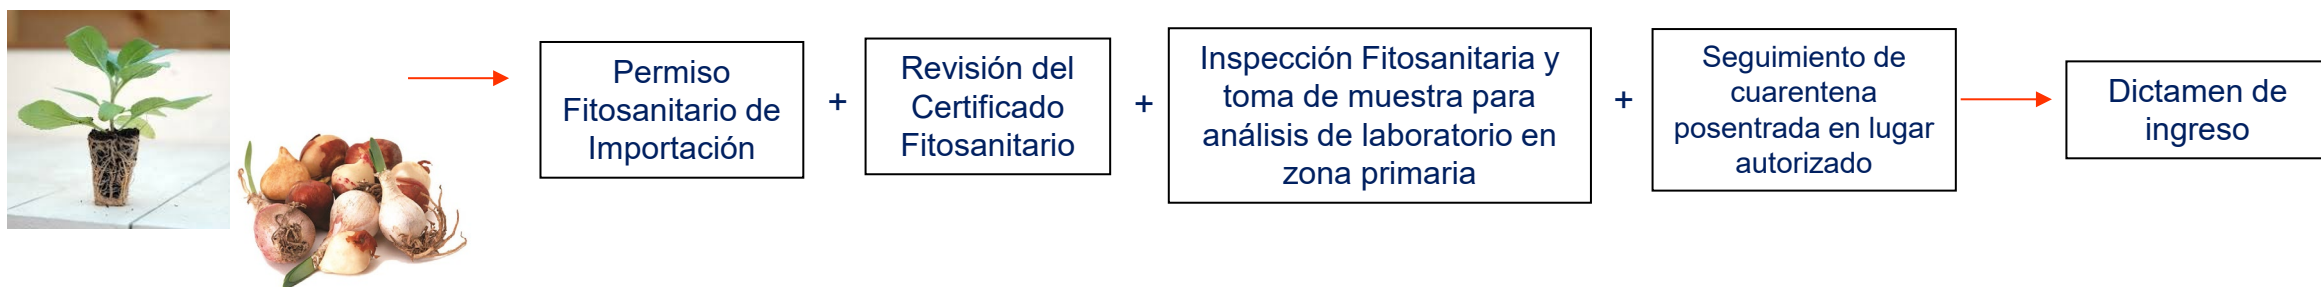 Permiso
Fitosanitario de
Importación
+
Revisión del
Certificado
Fitosanitario
+
Inspección Fitosanitaria y
toma de muestra para
análisis de laboratorio en
zona primaria
+
Seguimiento de
cuarentena
posentrada en lugar
autorizado
Dictamen de
ingreso